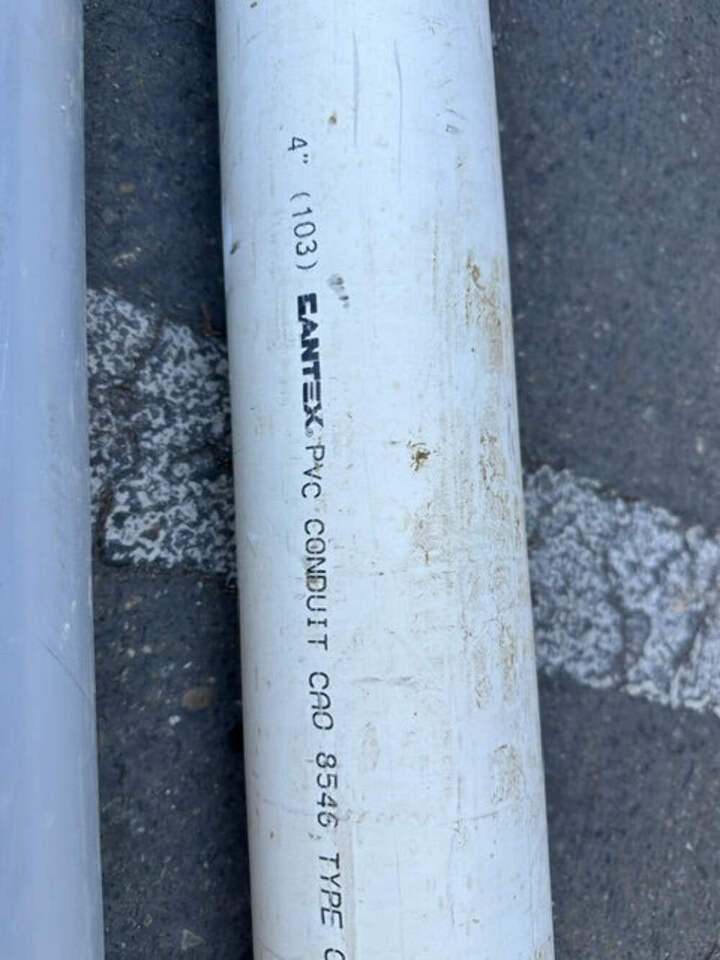 4" (103) CANTEX PVC CONDUIT CAO 8546, TYPE C